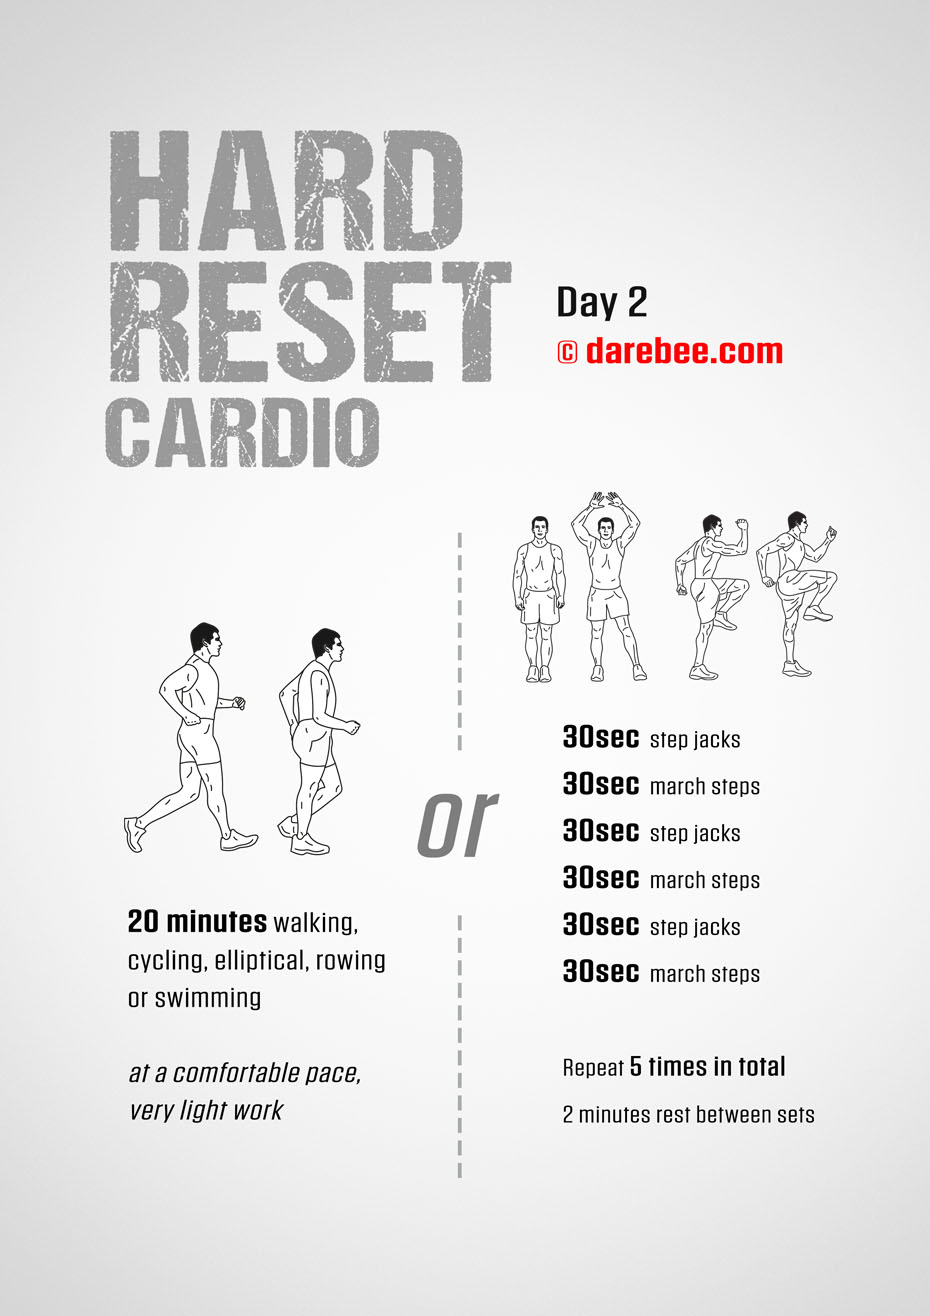 HARD
RESET
CARDIO
Day 2
© darebee.com
20 minutes walking,
cycling, elliptical, rowing
or swimming
at a comfortable pace,
very light work
or
30sec step jacks
30sec march steps
30sec step jacks
30sec march steps
30sec step jacks
30sec march steps
Repeat 5 times in total
2 minutes rest between sets